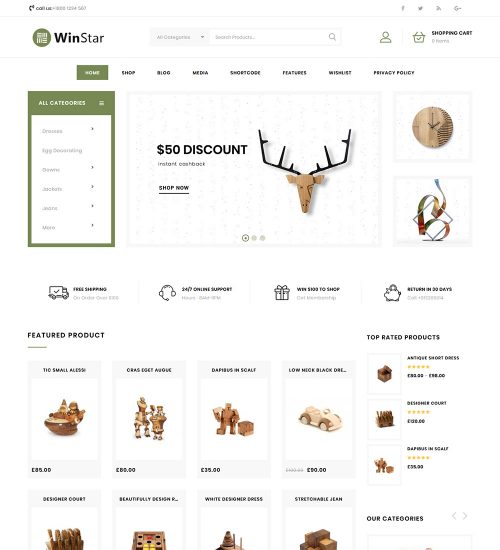 call us: +1800 1234 567
WinStar
All Categories
Search Products...
SHOPPING CART
0 Items
HOME SHOP BLOG MEDIA SHORTCODE FEATURES WISHLIST PRIVACY POLICY
ALL CATEGORIES
Dresses
Egg Decorating
Gowns
Jackets
Jeans
More
$50 DISCOUNT
instant cashback
SHOP NOW
FREE SHIPPING
On Order Over $100
24/7 ONLINE SUPPORT
Hours : 8AM-11PM
WIN $100 TO SHOP
Get Membership
RETURN IN 30 DAYS
FEATURED PRODUCT
TIC SMALL ALESSI
CRAS EGET AUGUE
DAPIBUS IN SCALF
LOW NECK BLACK DRE...
£85.00
£80.00
£35.00
£100.00 £90.00
DESIGNER COURT
BEAUTIFULLY DESIGN R...
WHITE DESIGNER DRESS
STRETCHABLE JEAN
TOP RATED PRODUCTS
ANTIQUE SHORT DRESS
£80.00 – £98.00
DESIGNER COURT
£120.00
DAPIBUS IN SCALF
£35.00
OUR CATEGORIES